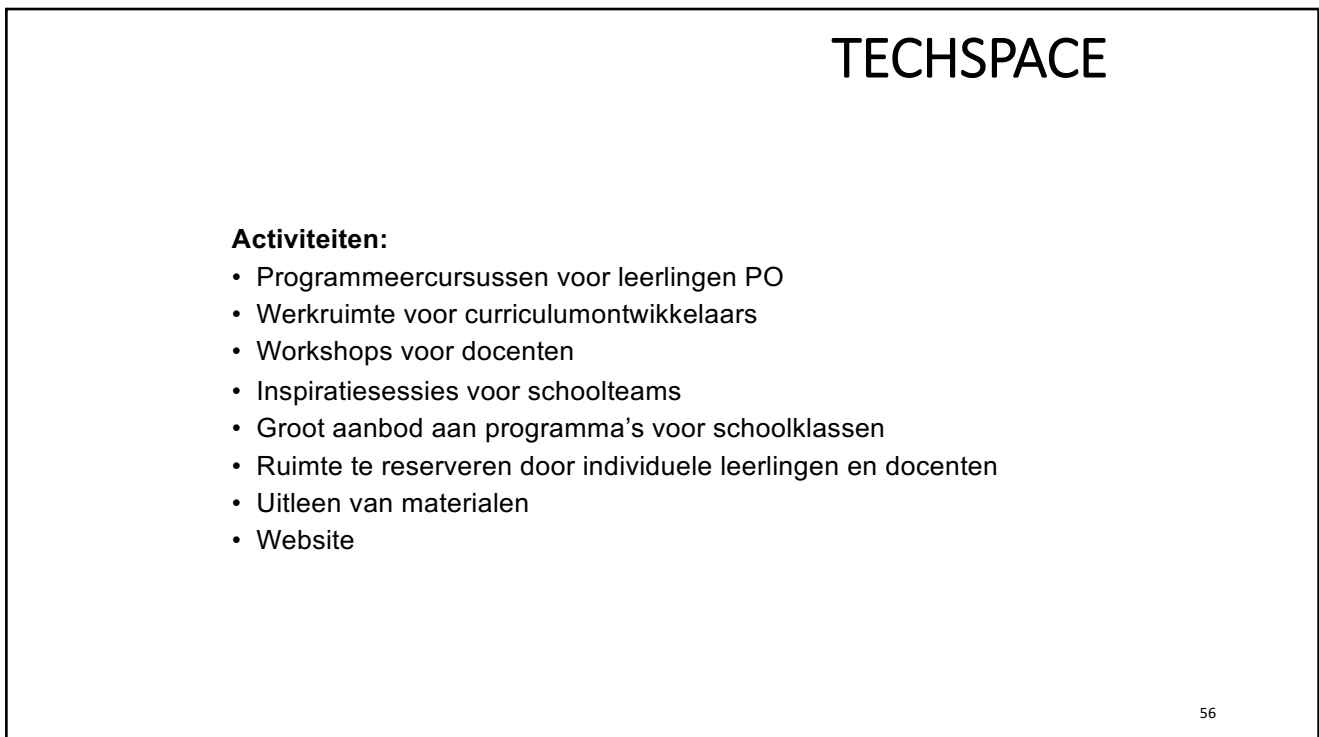 TECHSPACE
Activiteiten:
• Programmeercursussen voor leerlingen PO
• Werkruimte voor curriculumontwikkelaars
• Workshops voor docenten
• Inspiratiesessies voor schoolteams
• Groot aanbod aan programma’s voor schoolklassen
• Ruimte te reserveren door individuele leerlingen en docenten
• Uitleen van materialen
• Website
56